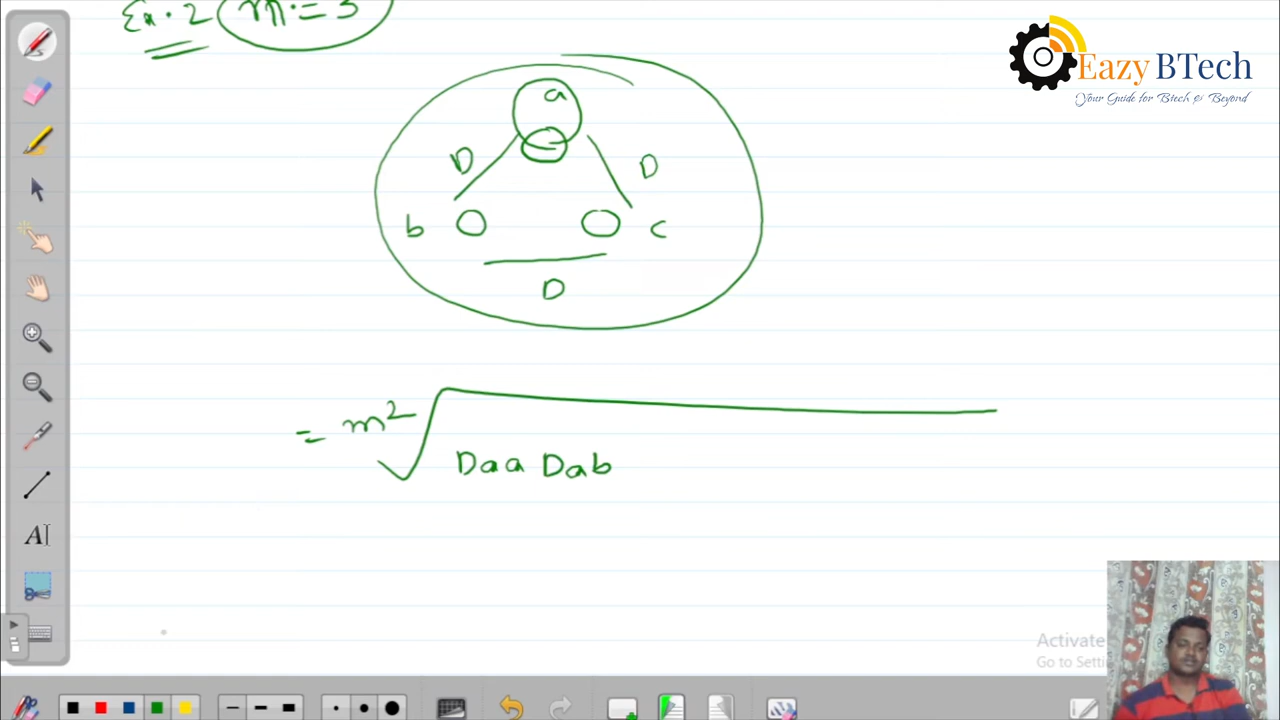 Ex. 2 m = 3
Eazy BTech
Your Guide for Btech & Beyond
a
D D
b c
D
= m² √ Daa Dab
A
Activate
Go to Setti